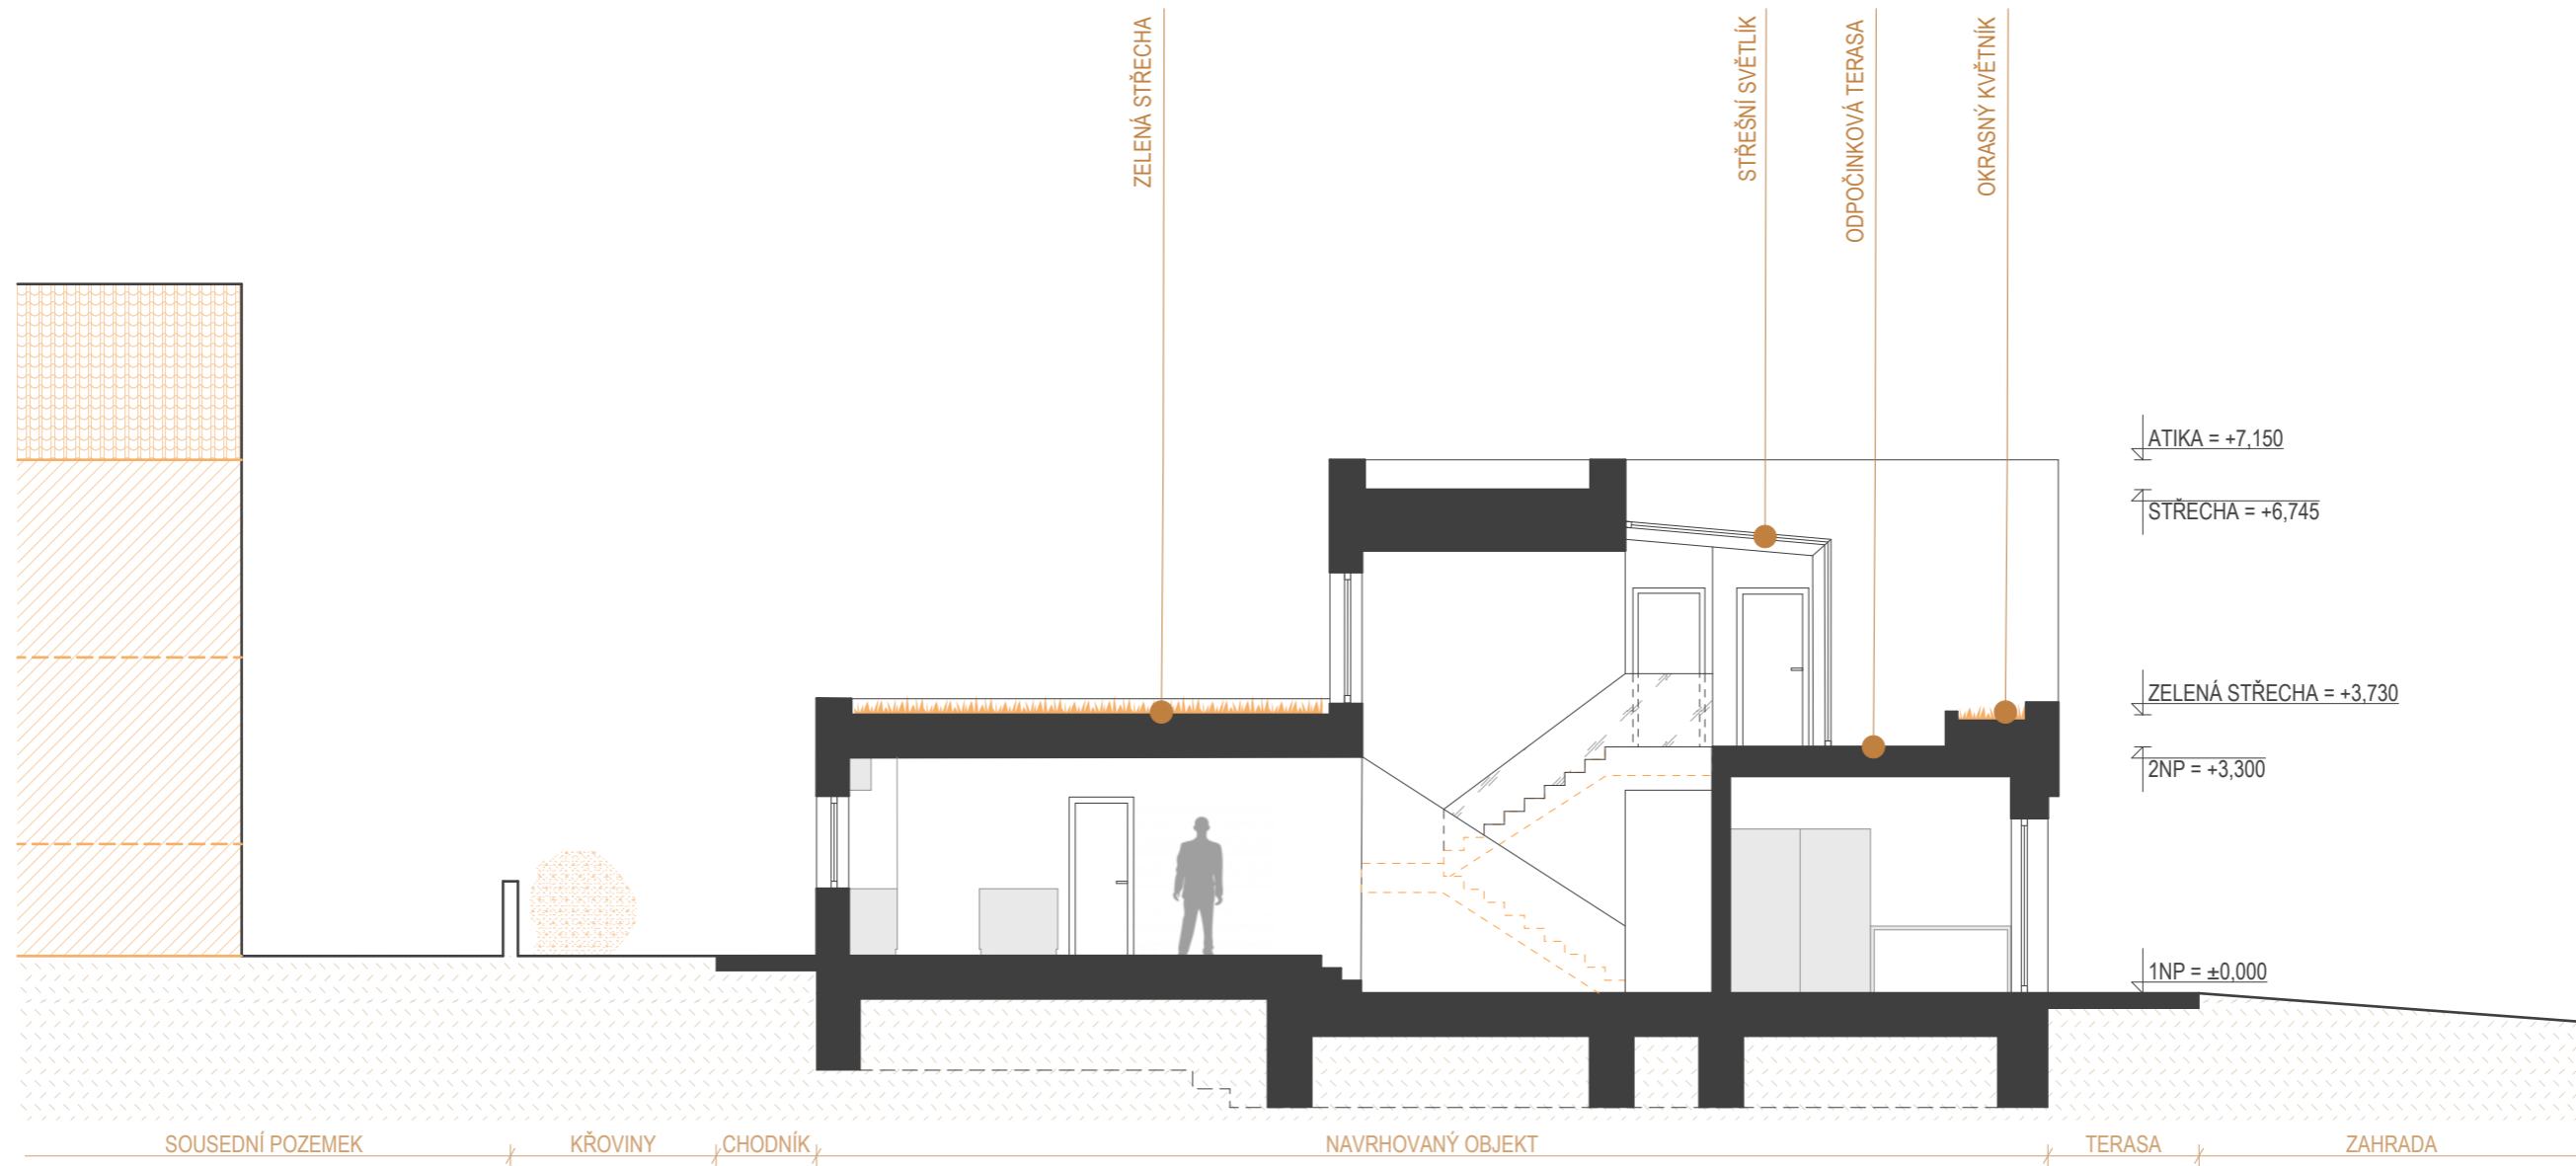 ZELENÁ STŘECHA
STŘEŠNÍ SVĚTLÍK
ODPOČINKOVÁ TERASA
OKRASNÝ KVĚTNÍK
ATIKA = +7,150
STŘECHA = +6,745
ZELENÁ STŘECHA = +3,730
2NP = +3,300
1NP = ±0,000
SOUSEDNÍ POZEMEK
KŘOVINY
CHODNÍK
NAVRHOVANÝ OBJEKT
TERASA
ZAHRADA